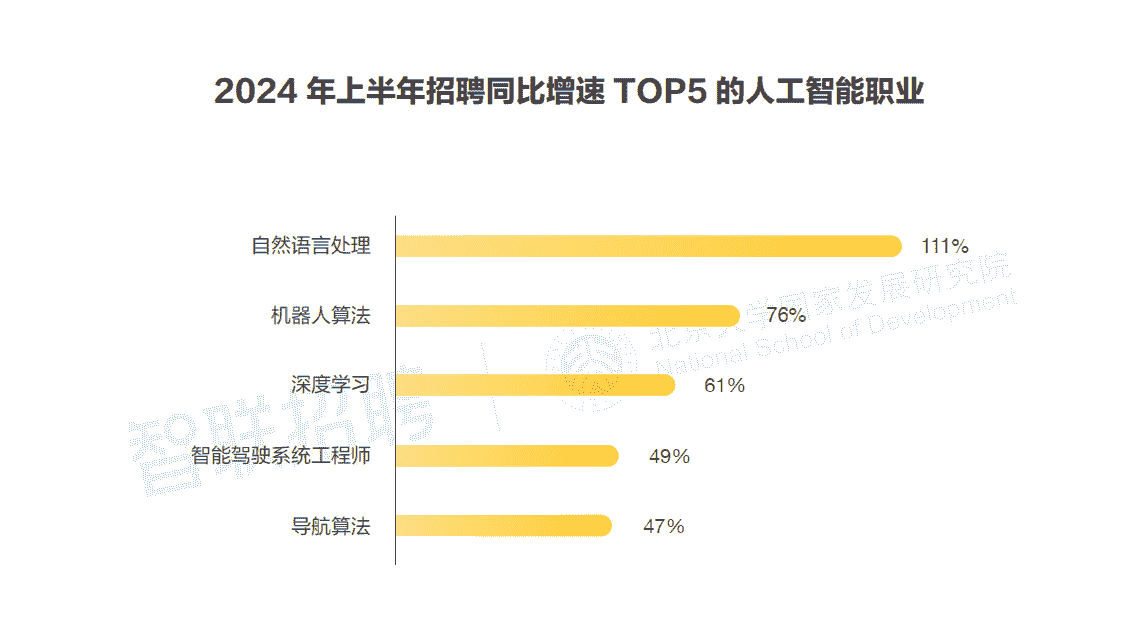 2024 年上半年招聘同比增速 TOP5 的人工智能职业
自然语言处理 111%
机器人算法 76%
深度学习 61%
智能驾驶系统工程师 49%
导航算法 47%
智联招聘
北京大学国家发展研究院
National School of Development